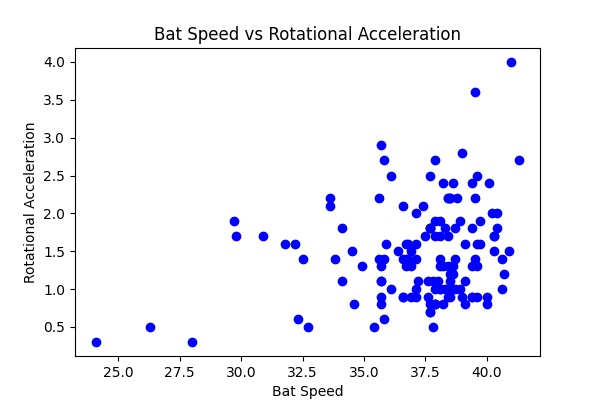 Bat Speed vs Rotational Acceleration
4.0
3.5
3.0
2.5
2.0
1.5
1.0
0.5
Rotational Acceleration
25.0 27.5 30.0 32.5 35.0 37.5 40.0
Bat Speed